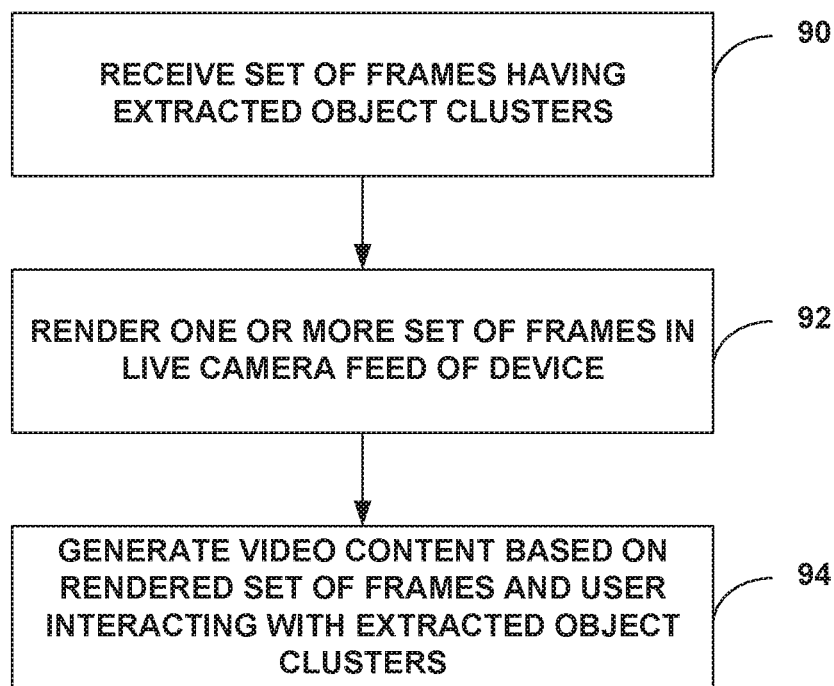 RECEIVE SET OF FRAMES HAVING
EXTRACTED OBJECT CLUSTERS
90
RENDER ONE OR MORE SET OF FRAMES IN
LIVE CAMERA FEED OF DEVICE
92
GENERATE VIDEO CONTENT BASED ON
RENDERED SET OF FRAMES AND USER
INTERACTING WITH EXTRACTED OBJECT
CLUSTERS
94